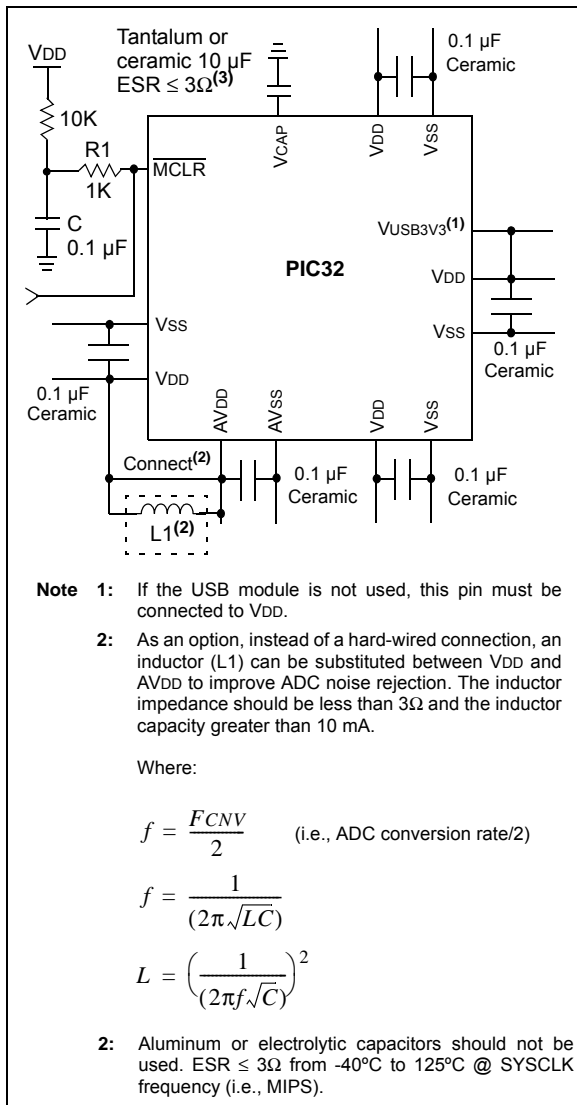 VDD
Tantalum or
ceramic 10 µF
ESR ≤ 3Ω(3)
0.1 µF
Ceramic
10K
R1
1K
MCLR
VCAP
VDD
VSS
C
0.1 µF
VUSB3V3(1)
PIC32
VDD
VSS
VSS
VDD
0.1 µF
Ceramic
0.1 µF
Ceramic
AVDD
AVSS
VDD
VSS
Connect(2)
0.1 µF
Ceramic
0.1 µF
Ceramic
L1(2)
Note 1: If the USB module is not used, this pin must be
connected to VDD.
2: As an option, instead of a hard-wired connection, an
inductor (L1) can be substituted between VDD and
AVDD to improve ADC noise rejection. The inductor
impedance should be less than 3Ω and the inductor
capacity greater than 10 mA.
Where:
f = FCNV / 2 (i.e., ADC conversion rate/2)
f = 1 / (2π√LC)
L = (1 / (2πf√C))²
2: Aluminum or electrolytic capacitors should not be
used. ESR ≤ 3Ω from -40ºC to 125ºC @ SYSCLK
frequency (i.e., MIPS).